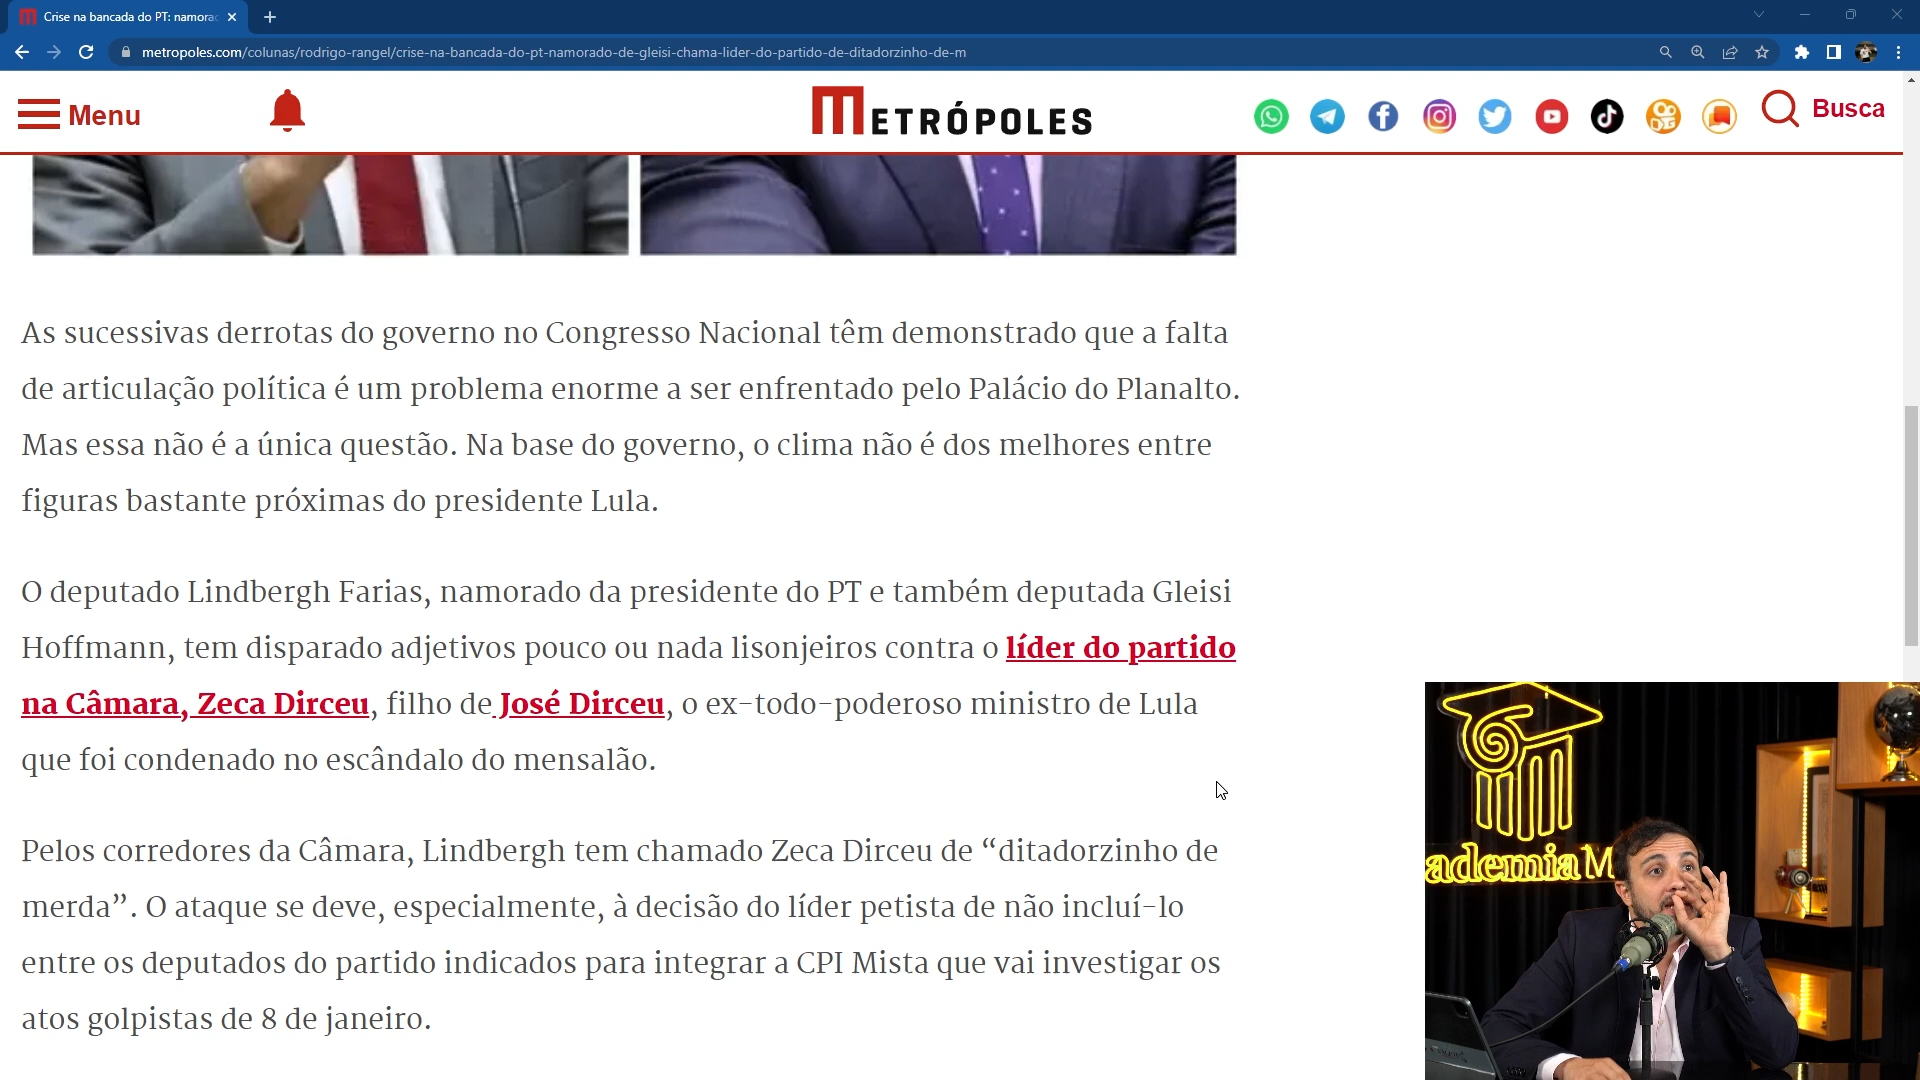 Crise na bancada do PT: namora
metropoles.com/colunas/rodrigo-rangel/crise-na-bancada-do-pt-namorado-de-gleisi-chama-lider-do-partido-de-ditadorzinho-de-m
Menu
METRÓPOLES
Busca
As sucessivas derrotas do governo no Congresso Nacional têm demonstrado que a falta
de articulação política é um problema enorme a ser enfrentado pelo Palácio do Planalto.
Mas essa não é a única questão. Na base do governo, o clima não é dos melhores entre
figuras bastante próximas do presidente Lula.
O deputado Lindbergh Farias, namorado da presidente do PT e também deputada Gleisi
Hoffmann, tem disparado adjetivos pouco ou nada lisonjeiros contra o líder do partido
na Câmara, Zeca Dirceu, filho de José Dirceu, o ex-todo-poderoso ministro de Lula
que foi condenado no escândalo do mensalão.
Pelos corredores da Câmara, Lindbergh tem chamado Zeca Dirceu de “ditadorzinho de
merda”. O ataque se deve, especialmente, à decisão do líder petista de não incluí-lo
entre os deputados do partido indicados para integrar a CPI Mista que vai investigar os
atos golpistas de 8 de janeiro.
ademia M